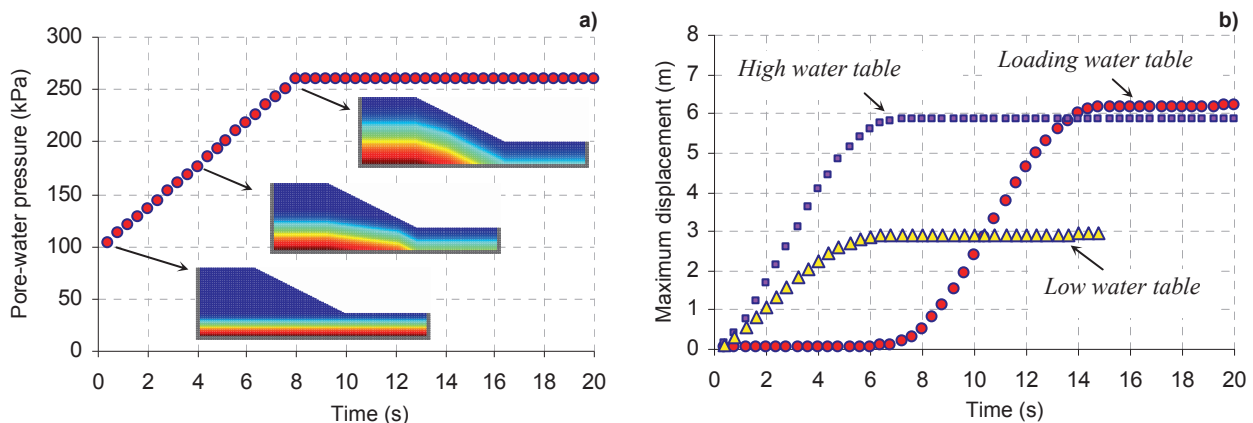 a)
300
250
200
150
100
50
0
Pore-water pressure (kPa)
0 2 4 6 8 10 12 14 16 18 20
Time (s)
b)
8
7
6
5
4
3
2
1
0
Maximum displacement (m)
High water table
Loading water table
Low water table
0 2 4 6 8 10 12 14 16 18 20
Time (s)